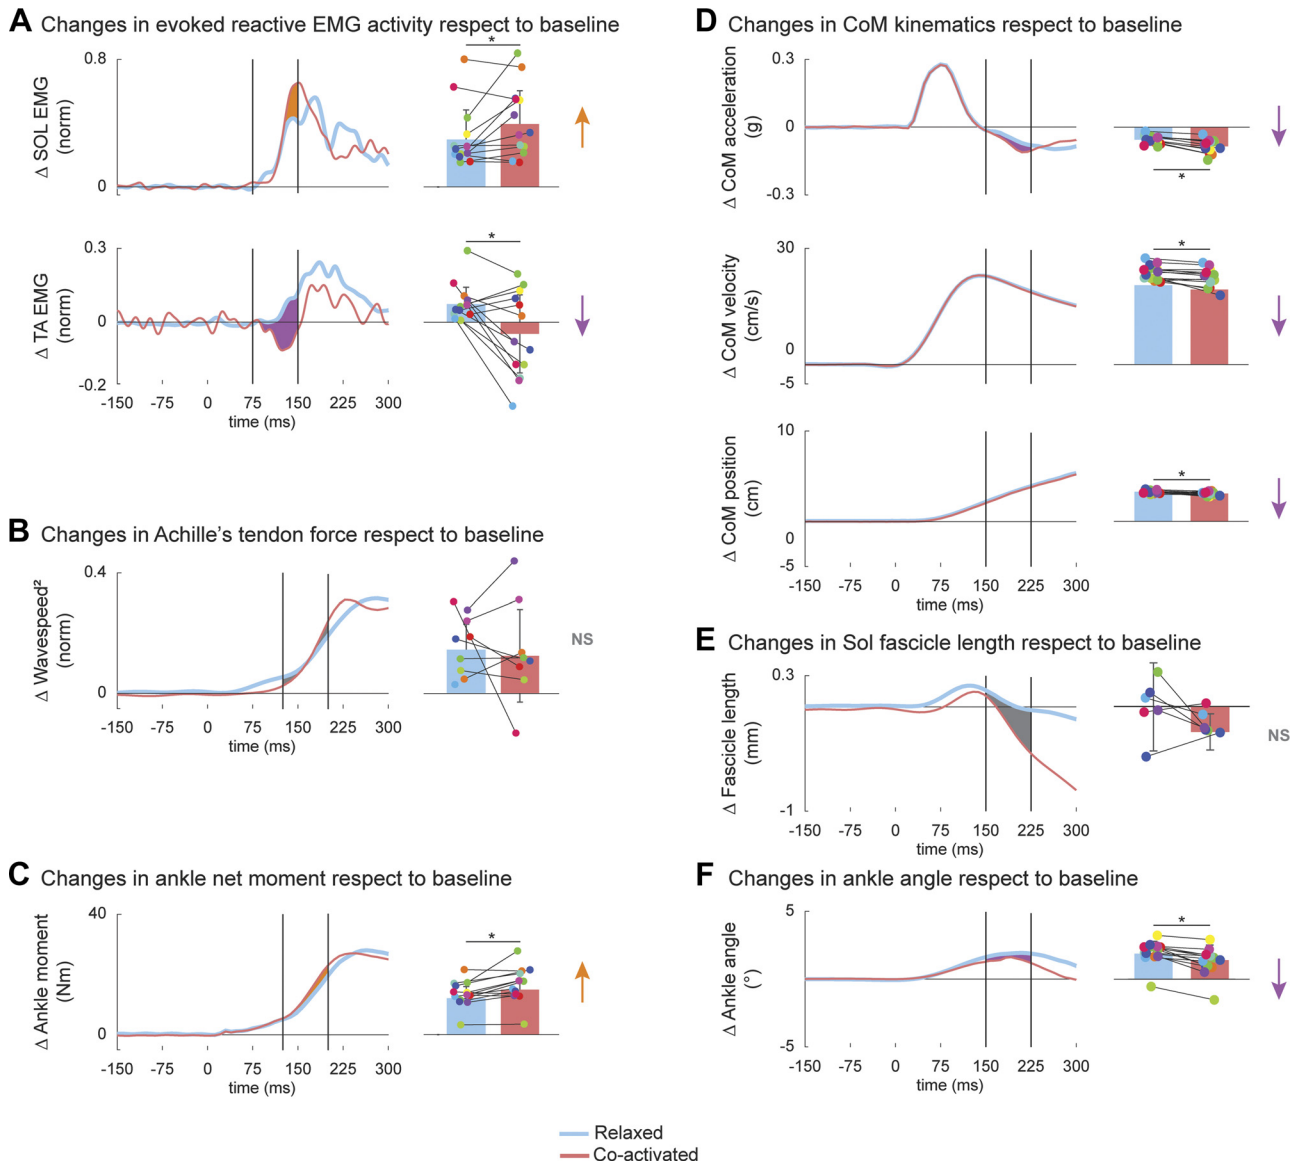 A Changes in evoked reactive EMG activity respect to baseline
Δ SOL EMG
(norm)
0.8
0
*
Δ TA EMG
(norm)
0.3
0
-0.2
*
-150 -75 0 75 150 225 300
time (ms)
B Changes in Achille's tendon force respect to baseline
Δ Wavespeed²
(norm)
0.4
0
NS
-150 -75 0 75 150 225 300
time (ms)
C Changes in ankle net moment respect to baseline
Δ Ankle moment
(Nm)
40
0
*
-150 -75 0 75 150 225 300
time (ms)
D Changes in CoM kinematics respect to baseline
Δ CoM acceleration
(g)
0.3
0
-0.3
*
Δ CoM velocity
(cm/s)
30
0
-5
*
Δ CoM position
(cm)
10
0
-5
*
-150 -75 0 75 150 225 300
time (ms)
E Changes in Sol fascicle length respect to baseline
Δ Fascicle length
(mm)
0.3
-1
NS
-150 -75 0 75 150 225 300
time (ms)
F Changes in ankle angle respect to baseline
Δ Ankle angle
(°)
5
0
-5
*
-150 -75 0 75 150 225 300
time (ms)
Relaxed
Co-activated